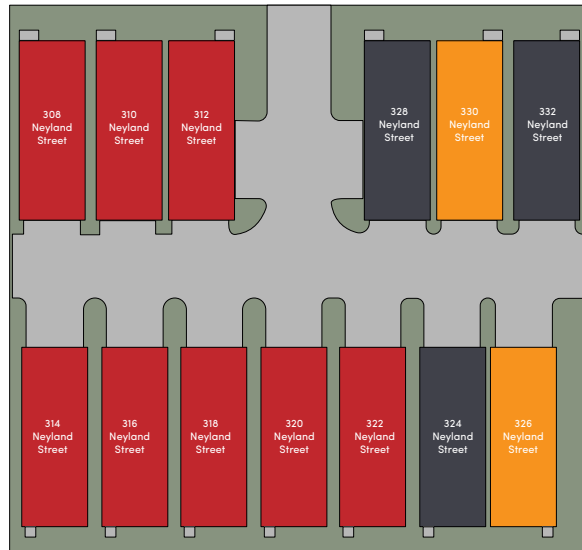 308
Neyland
Street
310
Neyland
Street
312
Neyland
Street
328
Neyland
Street
330
Neyland
Street
332
Neyland
Street
314
Neyland
Street
316
Neyland
Street
318
Neyland
Street
320
Neyland
Street
322
Neyland
Street
324
Neyland
Street
326
Neyland
Street